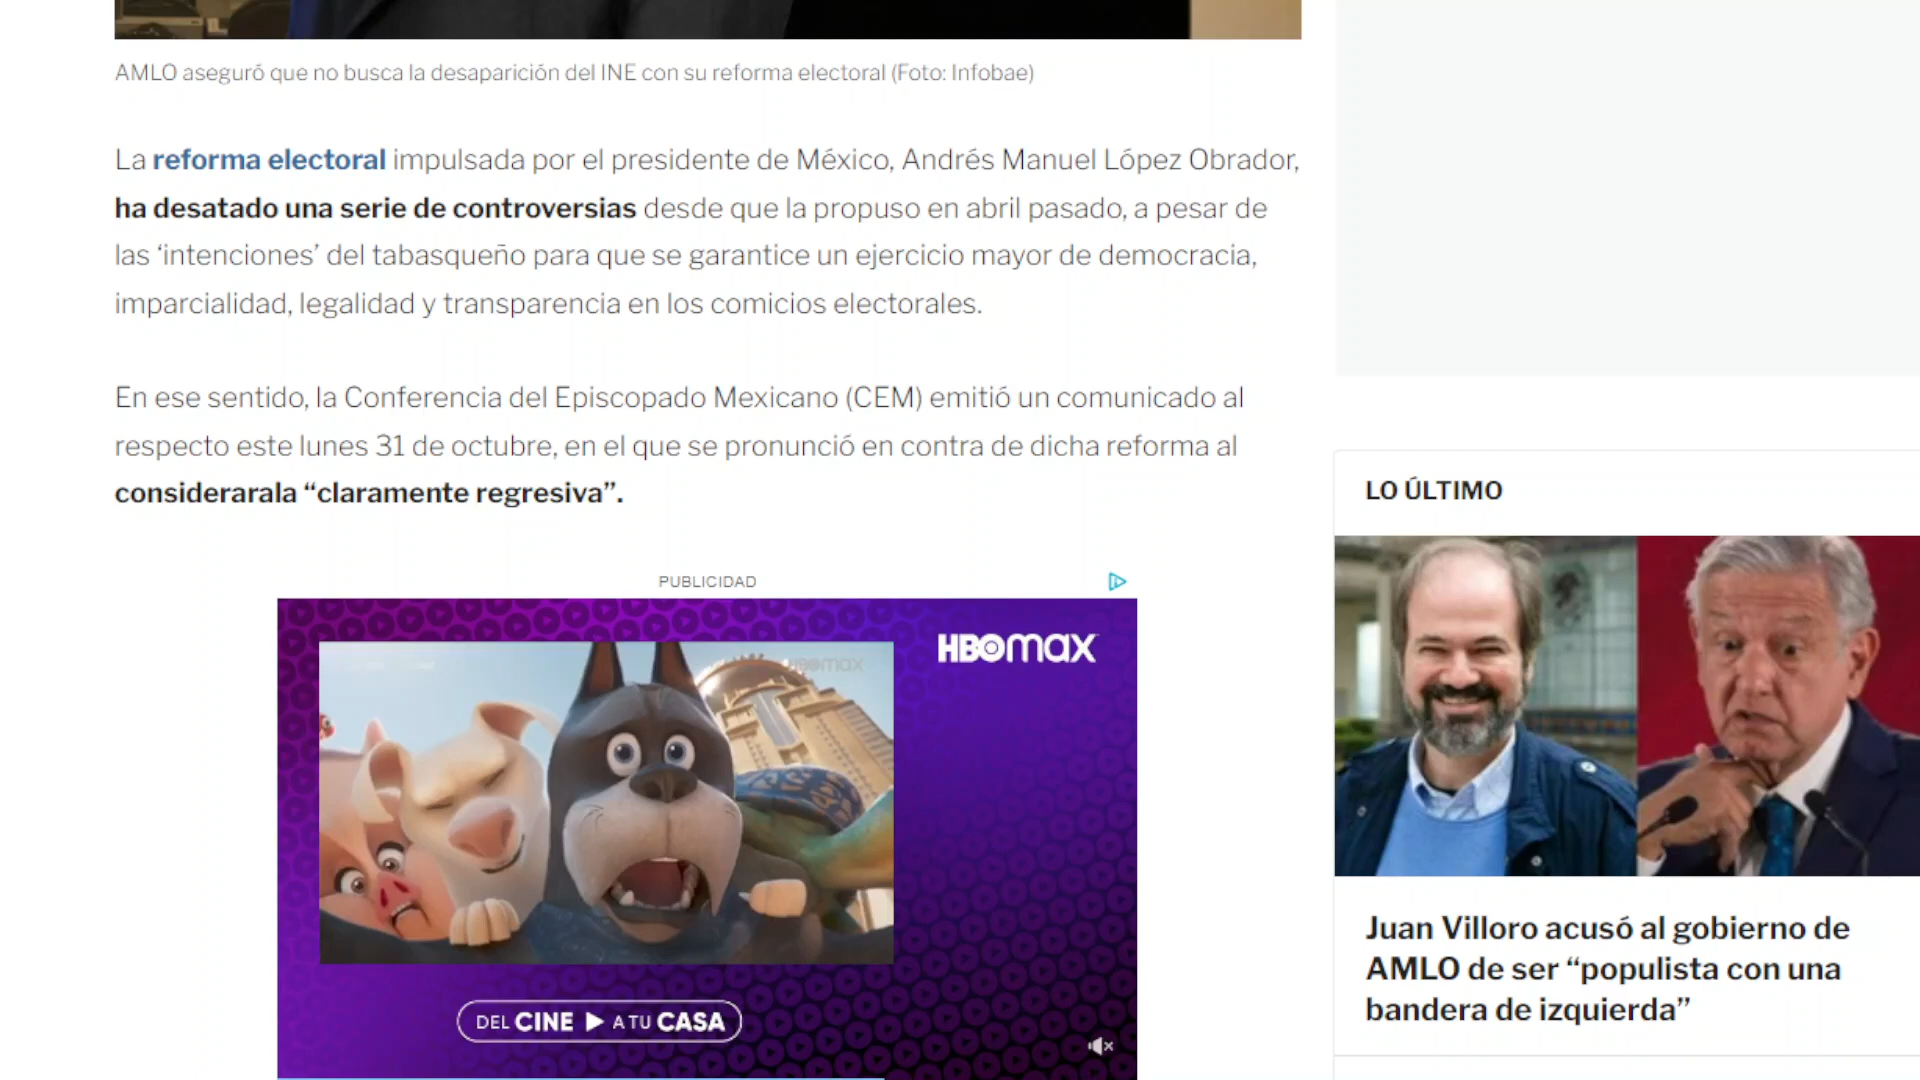 AMLO aseguró que no busca la desaparición del INE con su reforma electoral (Foto: Infobae)
La reforma electoral impulsada por el presidente de México, Andrés Manuel López Obrador,
ha desatado una serie de controversias desde que la propuso en abril pasado, a pesar de
las ‘intenciones’ del tabasqueño para que se garantice un ejercicio mayor de democracia,
imparcialidad, legalidad y transparencia en los comicios electorales.
En ese sentido, la Conferencia del Episcopado Mexicano (CEM) emitió un comunicado al
respecto este lunes 31 de octubre, en el que se pronunció en contra de dicha reforma al
considerarala “claramente regresiva”.
PUBLICIDAD
HBOmax
HBOmax
DEL CINE A TU CASA
LO ÚLTIMO
Juan Villoro acusó al gobierno de
AMLO de ser “populista con una
bandera de izquierda”